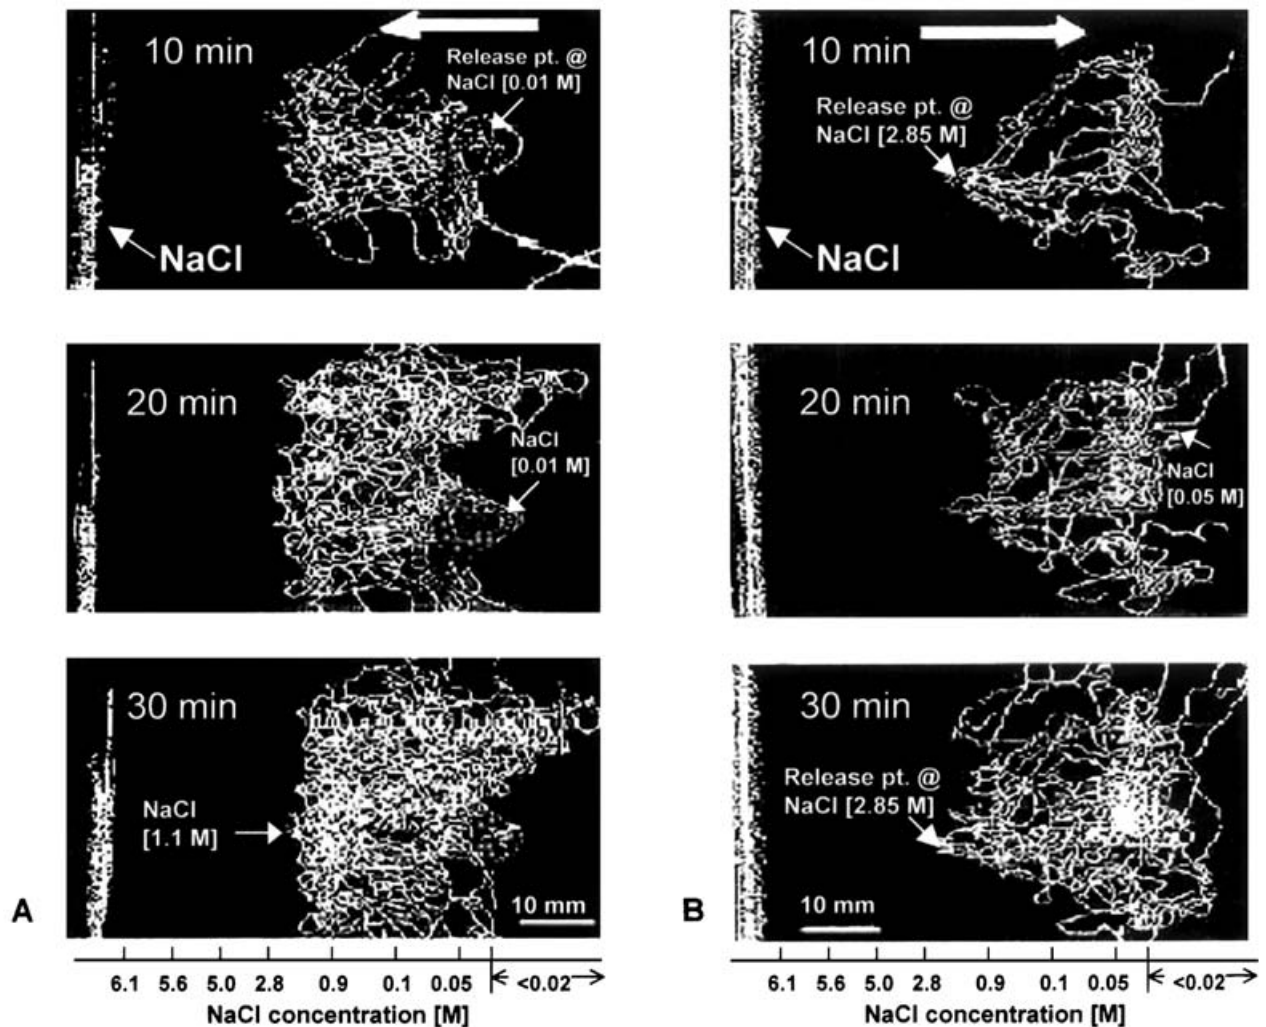 10 min
Release pt. @
NaCl [0.01 M]
NaCl
20 min
NaCl
[0.01 M]
30 min
NaCl
[1.1 M]
10 mm
A
6.1 5.6 5.0 2.8 0.9 0.1 0.05 <0.02
NaCl concentration [M]
10 min
Release pt. @
NaCl [2.85 M]
NaCl
20 min
NaCl
[0.05 M]
30 min
Release pt. @
NaCl [2.85 M]
10 mm
B
6.1 5.6 5.0 2.8 0.9 0.1 0.05 <0.02
NaCl concentration [M]